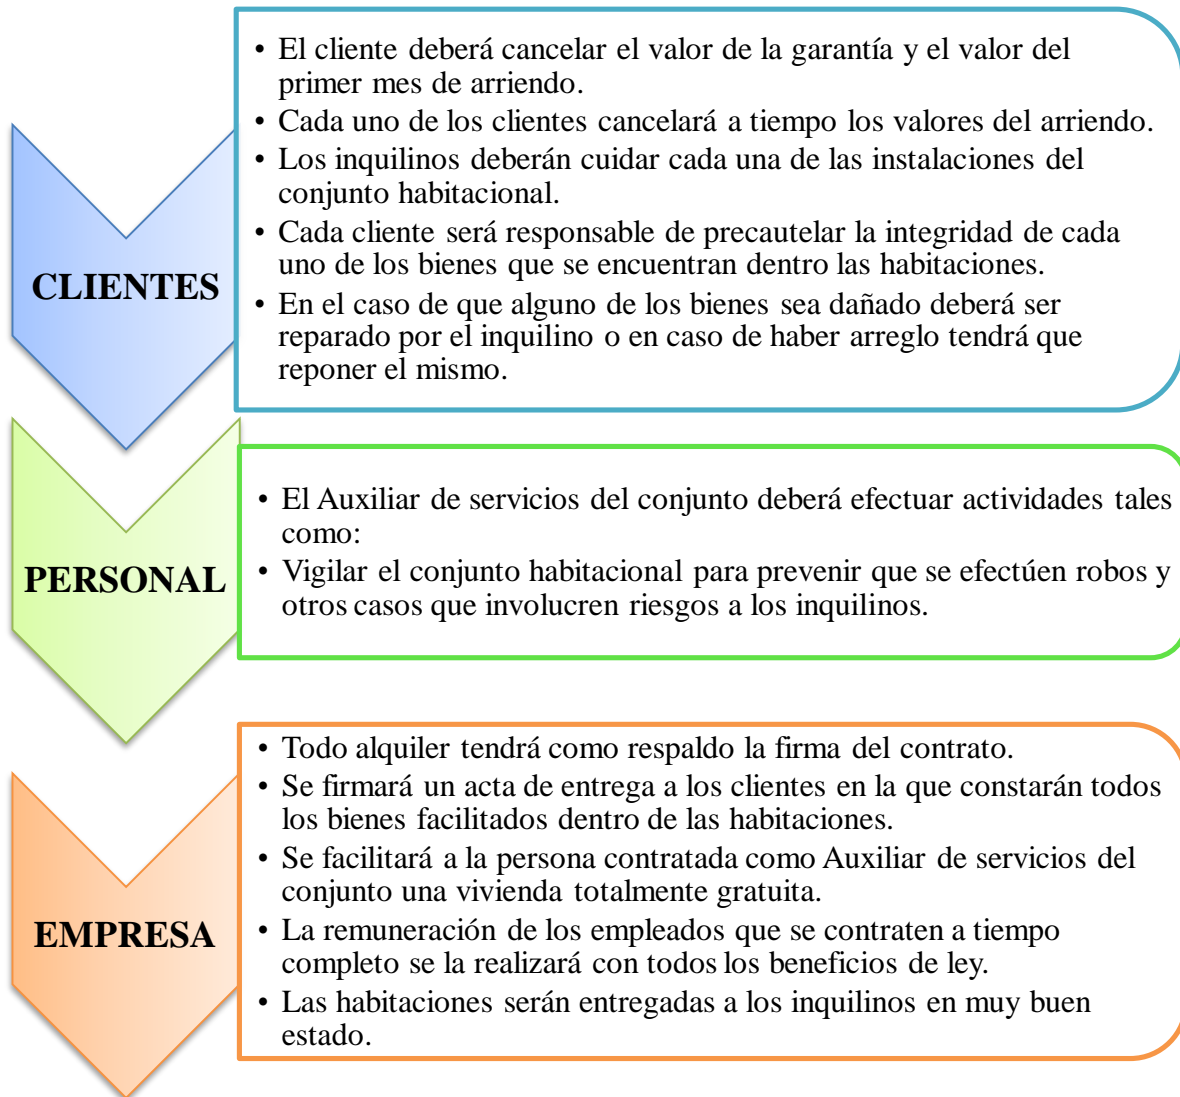 CLIENTES
• El cliente deberá cancelar el valor de la garantía y el valor del
primer mes de arriendo.
• Cada uno de los clientes cancelará a tiempo los valores del arriendo.
• Los inquilinos deberán cuidar cada una de las instalaciones del
conjunto habitacional.
• Cada cliente será responsable de precautelar la integridad de cada
uno de los bienes que se encuentran dentro las habitaciones.
• En el caso de que alguno de los bienes sea dañado deberá ser
reparado por el inquilino o en caso de haber arreglo tendrá que
reponer el mismo.
PERSONAL
• El Auxiliar de servicios del conjunto deberá efectuar actividades tales
como:
• Vigilar el conjunto habitacional para prevenir que se efectúen robos y
otros casos que involucren riesgos a los inquilinos.
EMPRESA
• Todo alquiler tendrá como respaldo la firma del contrato.
• Se firmará un acta de entrega a los clientes en la que constarán todos
los bienes facilitados dentro de las habitaciones.
• Se facilitará a la persona contratada como Auxiliar de servicios del
conjunto una vivienda totalmente gratuita.
• La remuneración de los empleados que se contraten a tiempo
completo se la realizará con todos los beneficios de ley.
• Las habitaciones serán entregadas a los inquilinos en muy buen
estado.